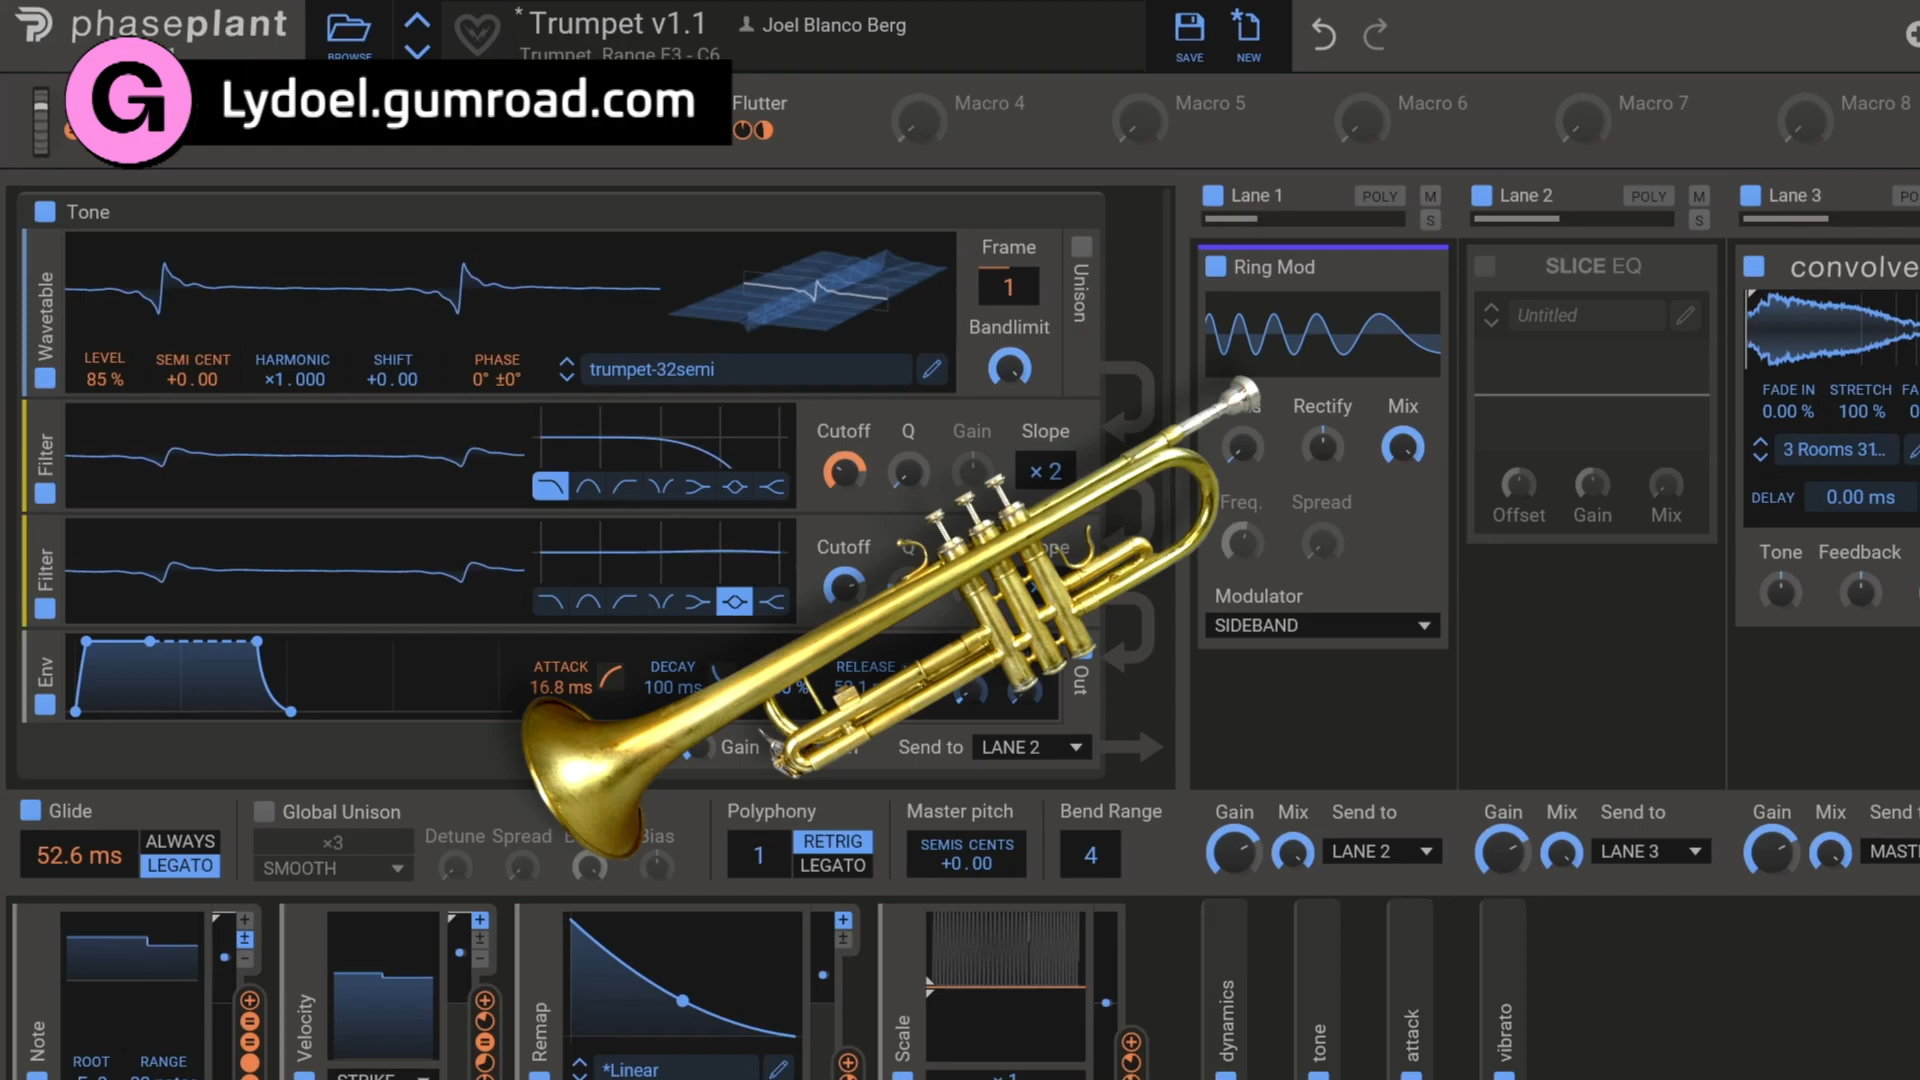 phaseplant
BROWSE
* Trumpet v1.1
Trumpet, Range E3 - C6
Joel Blanco Berg
SAVE
NEW
G
Lydoel.gumroad.com
Flutter
Macro 4
Macro 5
Macro 6
Macro 7
Macro 8
Tone
Wavetable
LEVEL
85 %
SEMI CENT
+0.00
HARMONIC
×1.000
SHIFT
+0.00
PHASE
0° ±0°
trumpet-32semi
Frame
1
Bandlimit
Unison
Filter
Cutoff
Q
Gain
Slope
× 2
Filter
Cutoff
Env
ATTACK
16.8 ms
DECAY
100 ms
RELEASE
Out
Gain
Send to
LANE 2
Lane 1
POLY
M
S
Ring Mod
Rectify
Mix
Freq.
Spread
Modulator
SIDEBAND
Lane 2
POLY
M
S
SLICE EQ
Untitled
Offset
Gain
Mix
Lane 3
convolve
FADE IN
0.00 %
STRETCH
100 %
3 Rooms 31...
DELAY
0.00 ms
Tone
Feedback
Glide
52.6 ms
ALWAYS
LEGATO
Global Unison
×3
SMOOTH
Detune
Spread
Bias
Polyphony
1
RETRIG
LEGATO
Master pitch
SEMIS CENTS
+0.00
Bend Range
4
Gain
Mix
Send to
LANE 2
Gain
Mix
Send to
LANE 3
Gain
Mix
Note
ROOT
RANGE
Velocity
STRIKE
Remap
*Linear
Scale
× 1
dynamics
tone
attack
vibrato